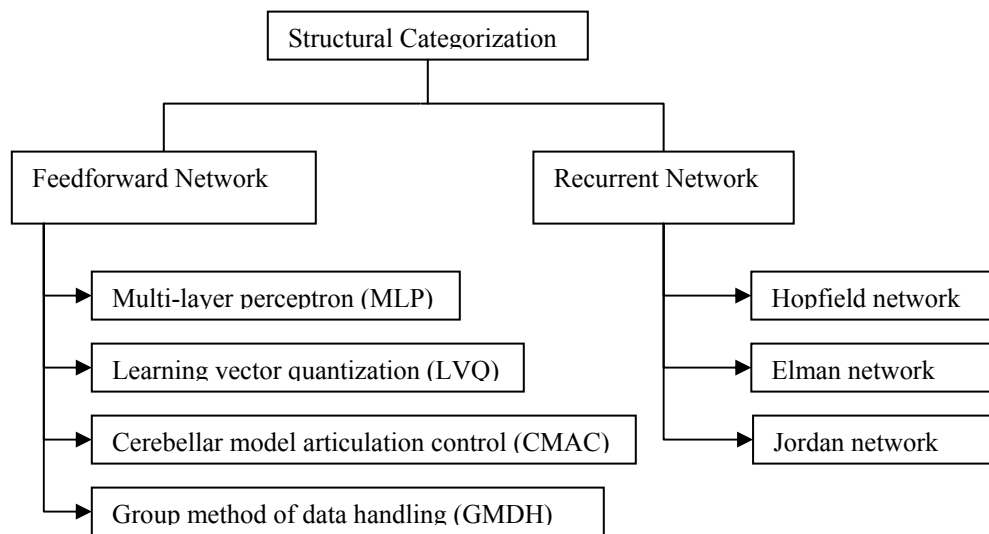 Structural Categorization
Feedforward Network
Recurrent Network
Multi-layer perceptron (MLP)
Hopfield network
Learning vector quantization (LVQ)
Elman network
Cerebellar model articulation control (CMAC)
Jordan network
Group method of data handling (GMDH)